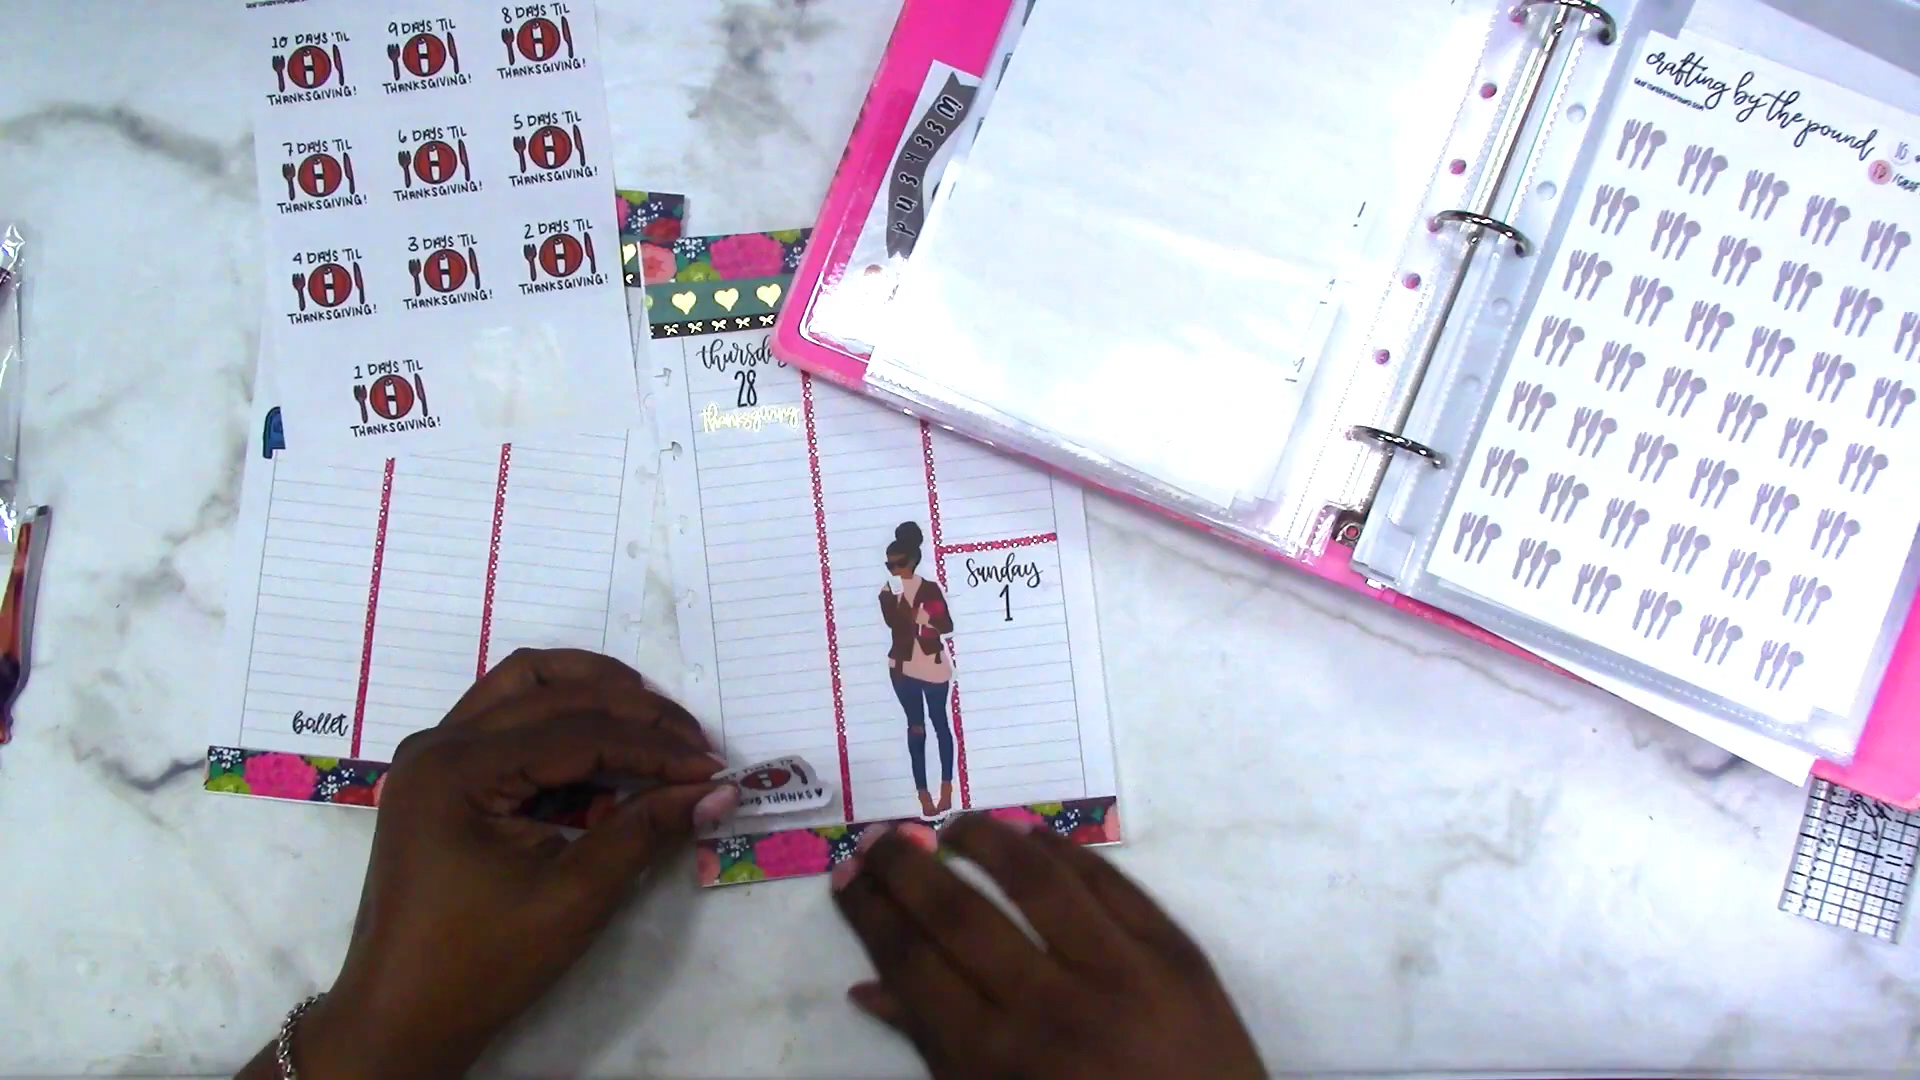 10 DAYS 'TIL
THANKSGIVING!
9 DAYS 'TIL
THANKSGIVING!
8 DAYS 'TIL
THANKSGIVING!
7 DAYS 'TIL
THANKSGIVING!
6 DAYS 'TIL
THANKSGIVING!
5 DAYS 'TIL
THANKSGIVING!
4 DAYS 'TIL
THANKSGIVING!
3 DAYS 'TIL
THANKSGIVING!
2 DAYS 'TIL
THANKSGIVING!
1 DAYS 'TIL
THANKSGIVING!
thursday
28
thanksgiving
Sunday
1
ballet
THANKS
crafting by the pound